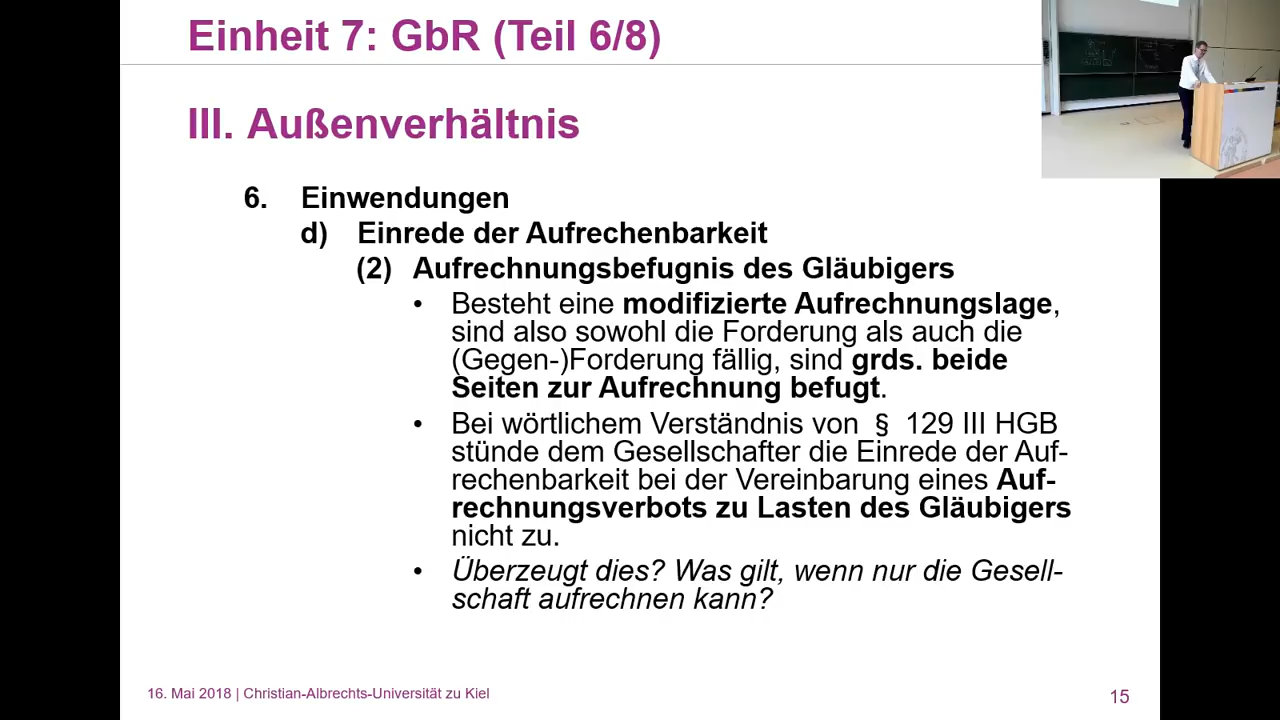 Einheit 7: GbR (Teil 6/8)
III. Außenverhältnis
6. Einwendungen
d) Einrede der Aufrechenbarkeit
(2) Aufrechnungsbefugnis des Gläubigers
• Besteht eine modifizierte Aufrechnungslage,
sind also sowohl die Forderung als auch die
(Gegen-)Forderung fällig, sind grds. beide
Seiten zur Aufrechnung befugt.
• Bei wörtlichem Verständnis von § 129 III HGB
stünde dem Gesellschafter die Einrede der Auf-
rechenbarkeit bei der Vereinbarung eines Auf-
rechnungsverbots zu Lasten des Gläubigers
nicht zu.
• Überzeugt dies? Was gilt, wenn nur die Gesell-
schaft aufrechnen kann?
16. Mai 2018 | Christian-Albrechts-Universität zu Kiel
15